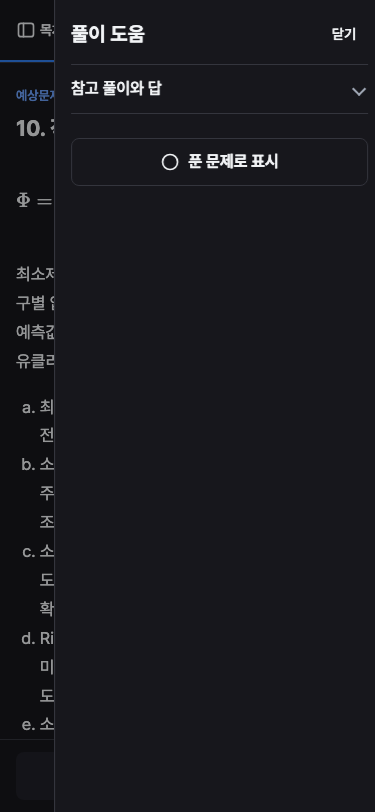 풀이 도움
닫기
참고 풀이와 답
푼 문제로 표시
예상문
10.
Φ =
최소
구별
예측값
유클리
a. 최
전
b. 소
주
조
c. 소
도
확
d. Ri
미
도
e. 소